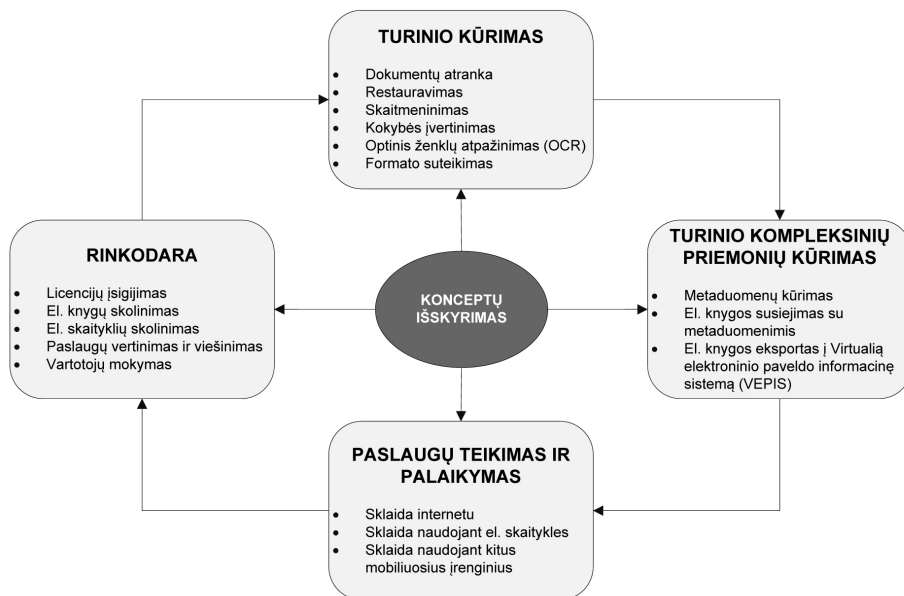 TURINIO KŪRIMAS
• Dokumentų atranka
• Restauravimas
• Skaitmeninimas
• Kokybės įvertinimas
• Optinis ženklų atpažinimas (OCR)
• Formato suteikimas
RINKODARA
• Licencijų įsigijimas
• El. knygų skolinimas
• El. skaityklių skolinimas
• Paslaugų vertinimas ir viešinimas
• Vartotojų mokymas
KONCEPTŲ
IŠSKYRIMAS
TURINIO KOMPLEKSINIŲ
PRIEMONIŲ KŪRIMAS
• Metaduomenų kūrimas
• El. knygos susiejimas su
metaduomenimis
• El. knygos eksportas į Virtualią
elektroninio paveldo informacinę
sistemą (VEPIS)
PASLAUGŲ TEIKIMAS IR
PALAIKYMAS
• Sklaida internetu
• Sklaida naudojant el. skaitykles
• Sklaida naudojant kitus
mobiliuosius įrenginius